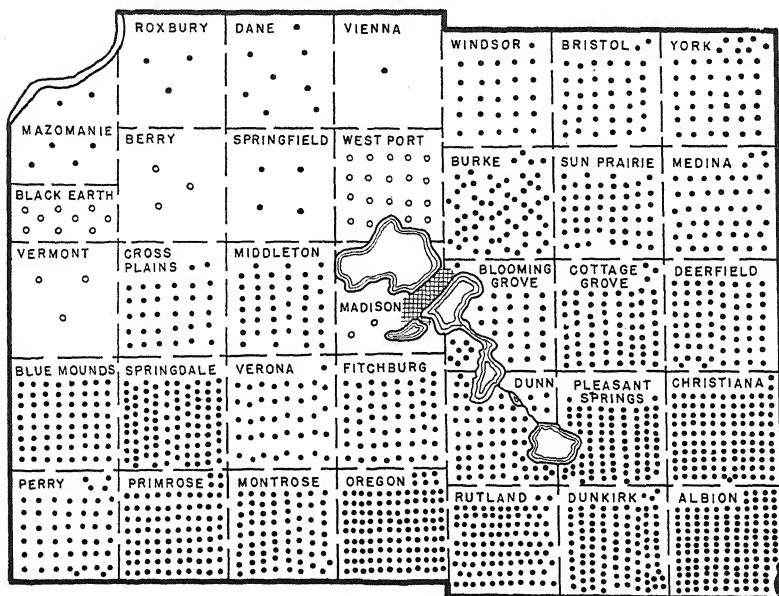 ROXBURY
DANE
VIENNA
WINDSOR
BRISTOL
YORK
MAZOMANIE
BERRY
SPRINGFIELD
WEST PORT
BURKE
SUN PRAIRIE
MEDINA
BLACK EARTH
VERMONT
CROSS
PLAINS
MIDDLETON
MADISON
BLOOMING
GROVE
COTTAGE
GROVE
DEERFIELD
BLUE MOUNDS
SPRINGDALE
VERONA
FITCHBURG
DUNN
PLEASANT
SPRINGS
CHRISTIANA
PERRY
PRIMROSE
MONTROSE
OREGON
RUTLAND
DUNKIRK
ALBION